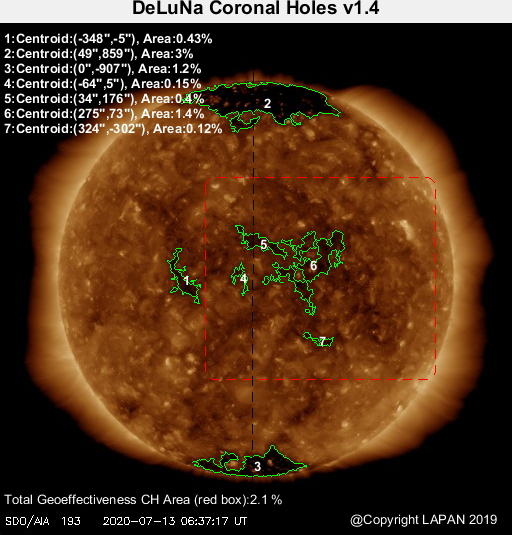 DeLuNa Coronal Holes v1.4
1:Centroid:(-348",-5"), Area:0.43%
2:Centroid:(49",859"), Area:3%
3:Centroid:(0",-907"), Area:1.2%
4:Centroid:(-64",5"), Area:0.15%
5:Centroid:(34",176"), Area:0.4%
6:Centroid:(275",73"), Area:1.4%
7:Centroid:(324",-302"), Area:0.12%
2
5
6
1
4
7
3
Total Geoeffectiveness CH Area (red box):2.1 %
SDO/AIA 193 2020-07-13 06:37:17 UT
@Copyright LAPAN 2019